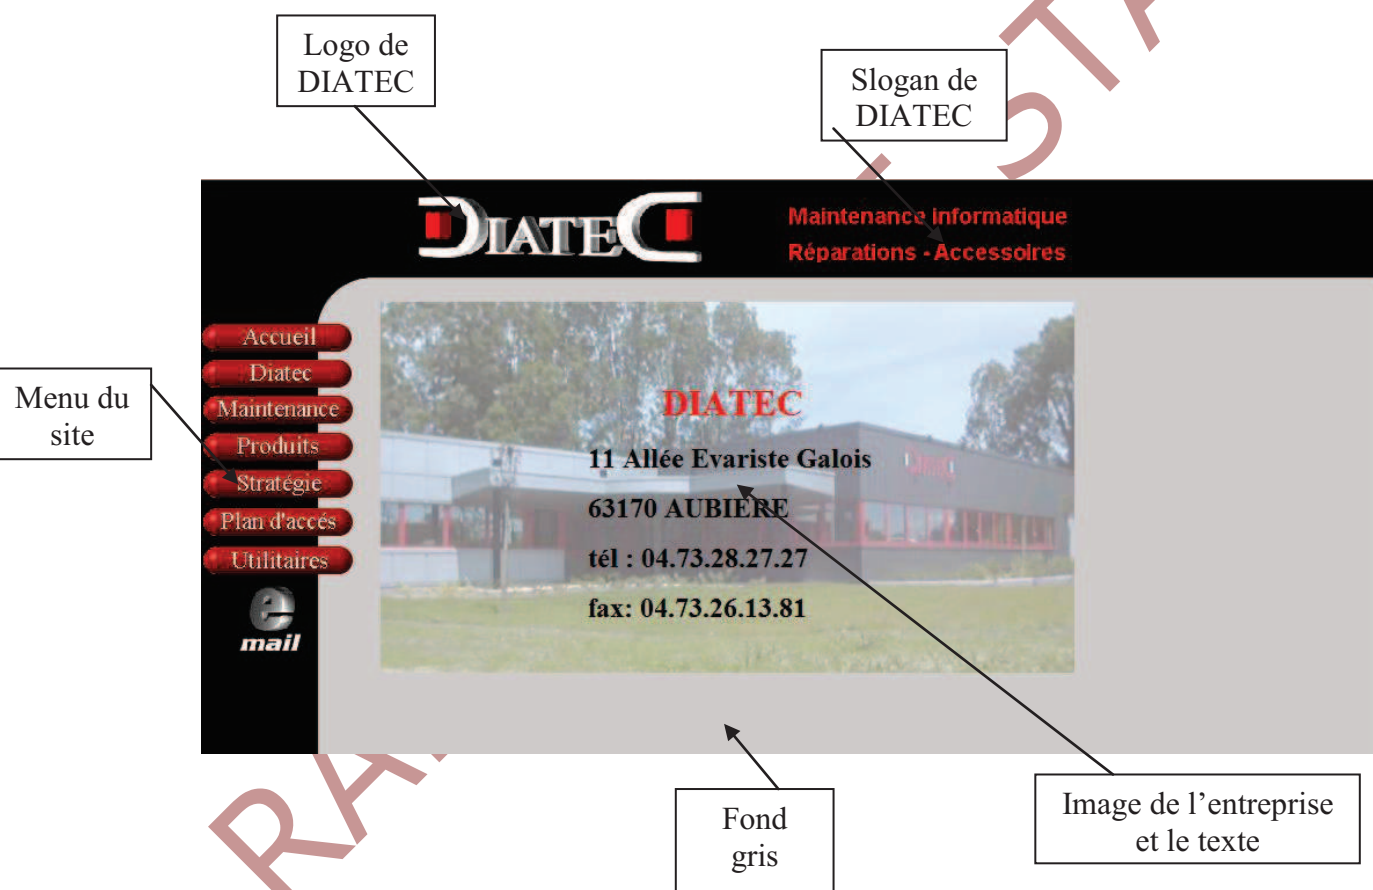 Logo de
DIATEC
Slogan de
DIATEC
DIATEC
Maintenance informatique
Réparations - Accessoires
Accueil
Diatec
Maintenance
Produits
Stratégie
Plan d'accés
Utilitaires
e
mail
Menu du
site
DIATEC
11 Allée Evariste Galois
63170 AUBIERE
tél : 04.73.28.27.27
fax: 04.73.26.13.81
Fond
gris
Image de l’entreprise
et le texte